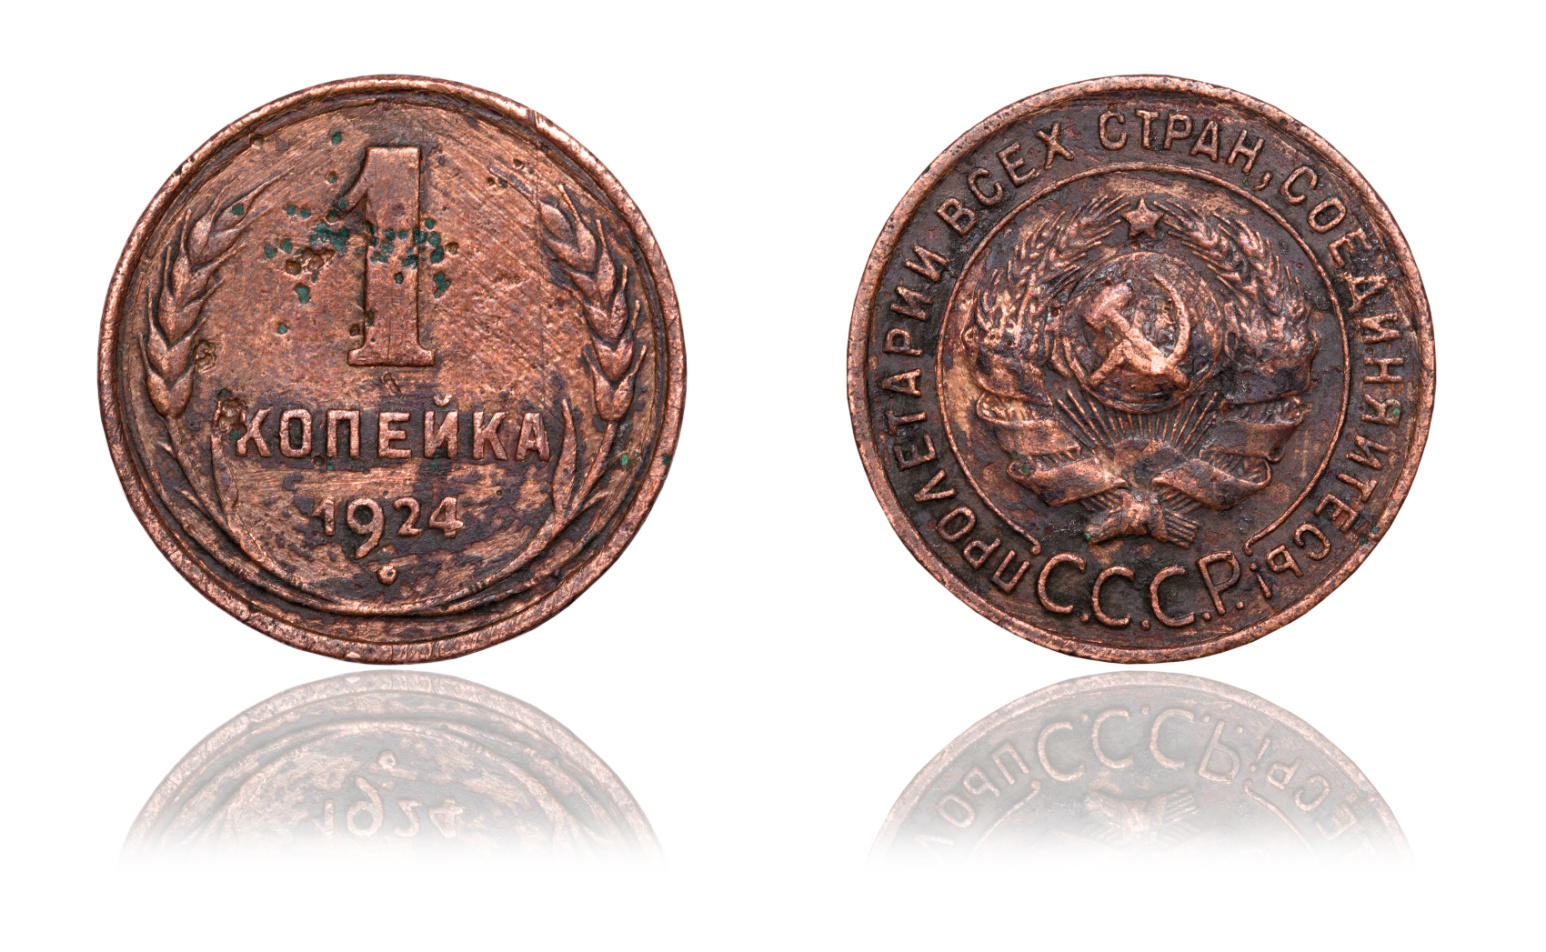 1
КОПЕЙКА
1924
ПРОЛЕТАРИИ ВСЕХ СТРАН, СОЕДИНЯЙТЕСЬ!
С.С.С.Р.